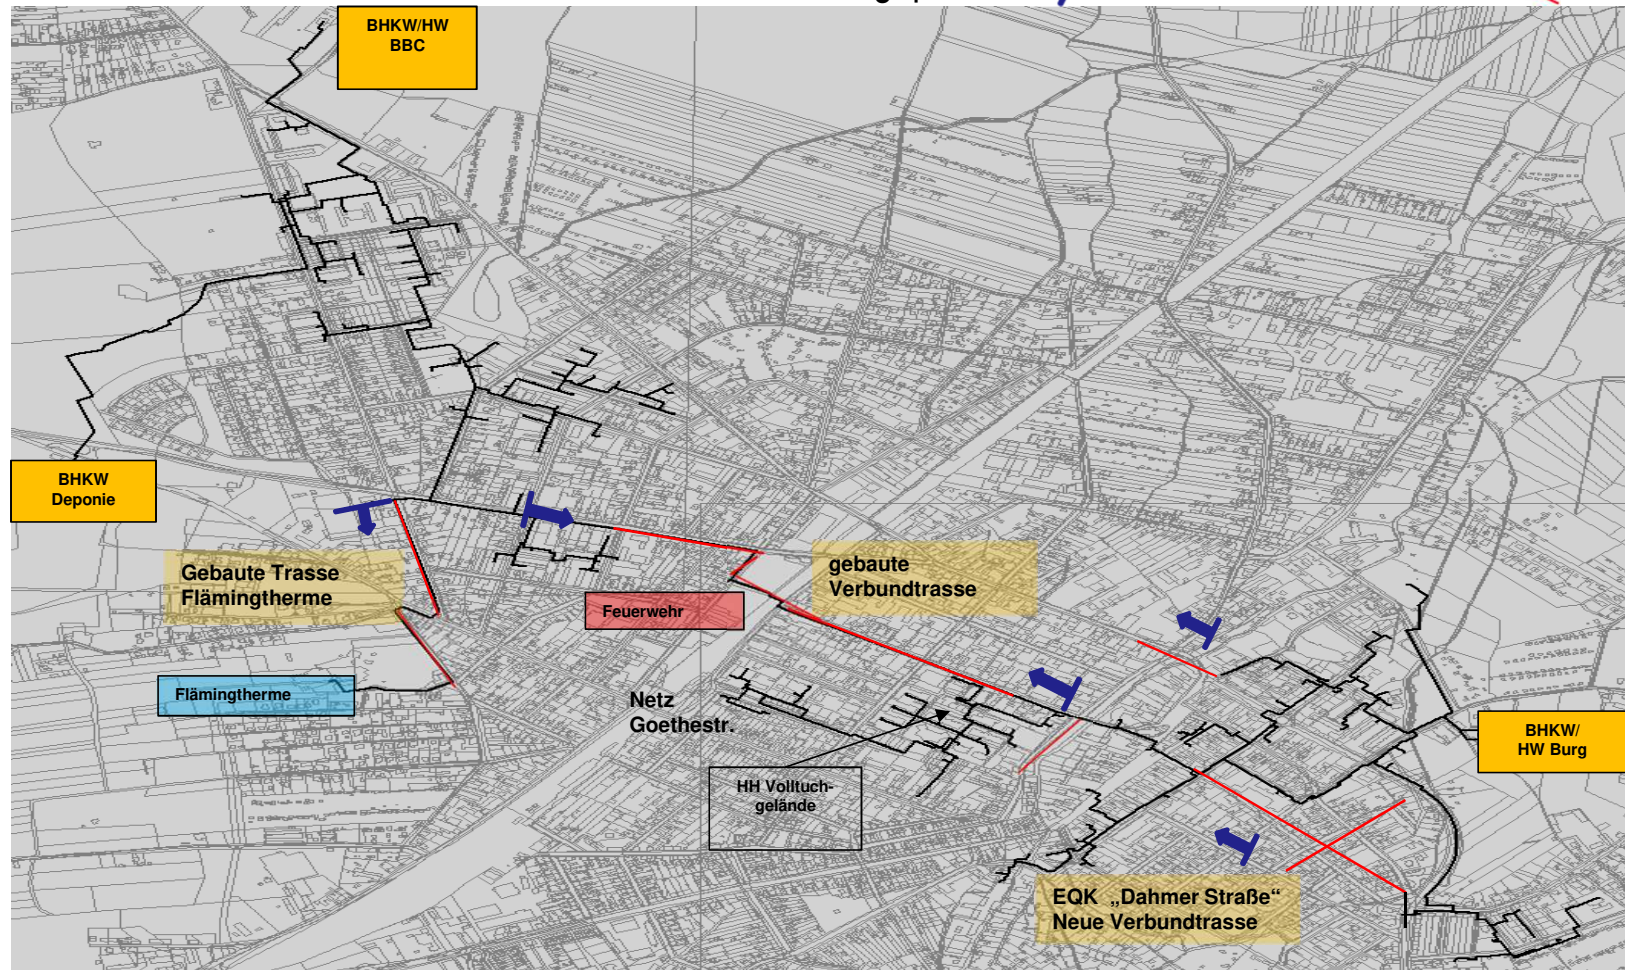 BHKW/HW
BBC
BHKW
Deponie
Gebaute Trasse
Flämingtherme
gebaute
Verbundtrasse
Feuerwehr
Flämingtherme
Netz
Goethestr.
BHKW/
HW Burg
HH Volltuch-
gelände
EQK „Dahmer Straße“
Neue Verbundtrasse